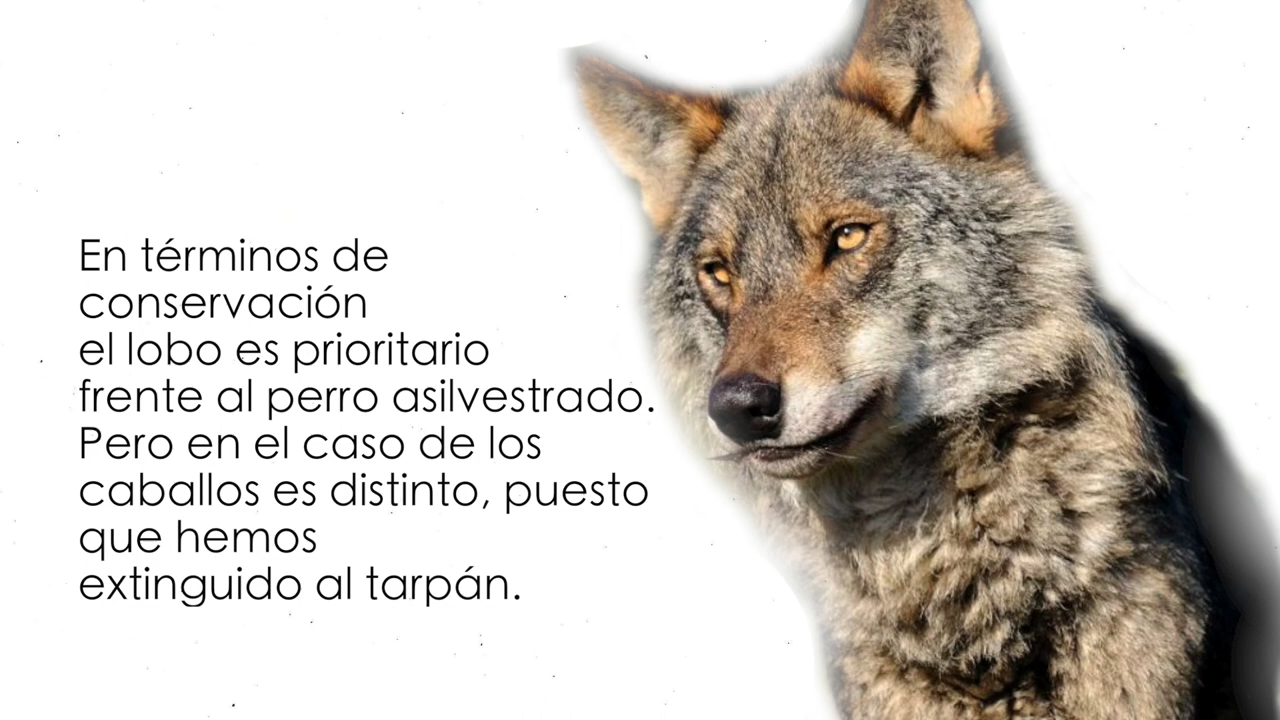 En términos de
conservación
el lobo es prioritario
frente al perro asilvestrado.
Pero en el caso de los
caballos es distinto, puesto
que hemos
extinguido al tarpán.